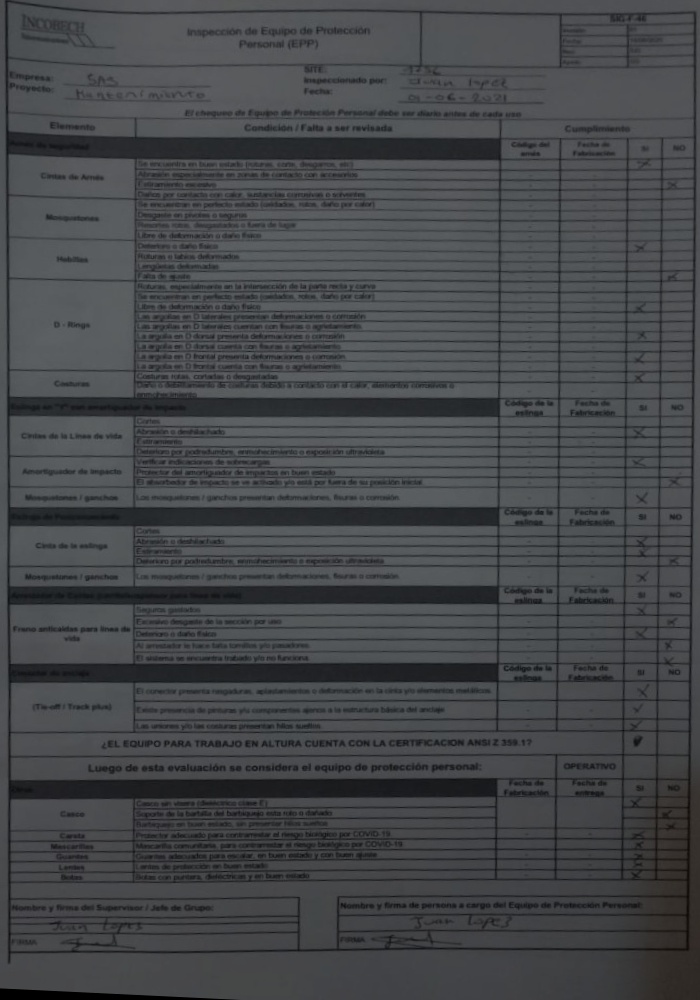 INCOBECH
Inspección de Equipo de Protección
Personal (EPP)
SIG-F-46
Empresa: SAS
Proyecto: Mantenimiento
SITE:
Inspeccionado por: Juan Lopez
Fecha: 01-06-2021
El chequeo de Equipo de Protección Personal debe ser diario antes de cada uso
Elemento Condición / Falta a ser revisada Cumplimiento
Arnés de seguridad Código del arnés Fecha de Fabricación SI NO
Cintas de Arnés
Se encuentra en buen estado (roturas, corte, desgarros, etc) X
Abrasión especialmente en zonas de contacto con accesorios
Estiramiento excesivo X
Daños por contacto con calor, sustancias corrosivas o solventes
Mosquetones
Se encuentran en perfecto estado (oxidados, rotos, daño por calor)
Desgaste en pivotes o seguros
Resortes rotos, desgastados o fuera de lugar
Libre de deformación o daño físico
Hebillas
Deterioro o daño físico X
Roturas o labios deformados
Lengüetas deformadas
Falta de ajuste X
D - Rings
Roturas, especialmente en la intersección de la parte recta y curva
Se encuentran en perfecto estado (oxidados, rotos, daño por calor)
Libre de deformación o daño físico X
Las argollas en D laterales presentan deformaciones o corrosión
Las argollas en D laterales cuentan con fisuras o agrietamiento
La argolla en D dorsal presenta deformaciones o corrosión X
La argolla en D dorsal cuenta con fisuras o agrietamiento
La argolla en D frontal presenta deformaciones o corrosión X
La argolla en D frontal cuenta con fisuras o agrietamiento
Costuras
Costuras rotas, cortadas o desgastadas X
Daño o debilitamiento de costuras debido a contacto con el calor, elementos corrosivos o
enmohecimiento
Eslinga en "Y" con amortiguador de impacto Código de la eslinga Fecha de Fabricación SI NO
Cintas de la Línea de vida
Cortes
Abrasión o deshilachado X
Estiramiento
Deterioro por podredumbre, enmohecimiento o exposición ultravioleta
Amortiguador de impacto
Verificar indicaciones de sobrecargas X
Protector del amortiguador de impactos en buen estado
El absorbedor de impacto se ve activado y/o está por fuera de su posición inicial X
Mosquetones / ganchos Los mosquetones / ganchos presentan deformaciones, fisuras o corrosión X
Eslinga de Posicionamiento Código de la eslinga Fecha de Fabricación SI NO
Cinta de la eslinga
Cortes
Abrasión o deshilachado X
Estiramiento X
Deterioro por podredumbre, enmohecimiento o exposición ultravioleta X
Mosquetones / ganchos Los mosquetones / ganchos presentan deformaciones, fisuras o corrosión X
Código de la eslinga Fecha de Fabricación SI NO
Freno anticaidas para línea de vida
Seguros gastados X
Excesivo desgaste de la sección por uso X
Deterioro o daño físico X
Al arrestador le hace falta tornillos y/o pasadores X
El sistema se encuentra trabado y/o no funciona X
Conector de anclaje Código de la eslinga Fecha de Fabricación SI NO
(Tie-off / Track plus)
El conector presenta rasgaduras, aplastamientos o deformación en la cinta y/o elementos metálicos. X
Existe presencia de pinturas y/o componentes ajenos a la estructura básica del anclaje
Las uniones y/o las costuras presentan hilos sueltos. X
¿EL EQUIPO PARA TRABAJO EN ALTURA CUENTA CON LA CERTIFICACION ANSI Z 359.1?
Luego de esta evaluación se considera el equipo de protección personal: OPERATIVO
Otros Fecha de Fabricación Fecha de entrega SI NO
Casco
Casco sin visera (dieléctrico clase E) X
Soporte de la barbilla del barbiquejo esta roto o dañado X
Barbiquejo en buen estado, sin presentar hilos sueltos X
Careta Protector adecuado para contrarrestar el riesgo biológico por COVID-19 X
Mascarillas Mascarilla comunitaria, para contrarrestar el riesgo biológico por COVID-19 X
Guantes Guantes adecuados para escalar, en buen estado y con buen ajuste X
Lentes Lentes de protección en buen estado X
Botas Botas con puntera, dieléctricas y en buen estado X
Nombre y firma del Supervisor / Jefe de Grupo:
Juan Lopez
FIRMA
Nombre y firma de persona a cargo del Equipo de Protección Personal:
Juan Lopez
FIRMA